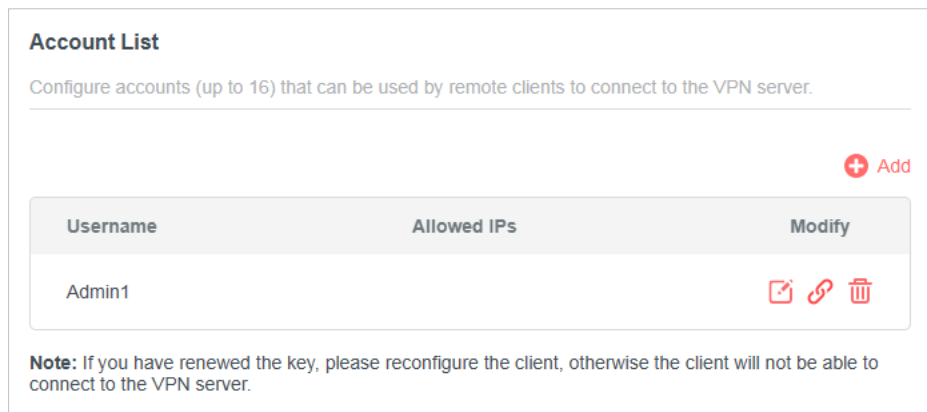 Account List
Configure accounts (up to 16) that can be used by remote clients to connect to the VPN server.
Add
Username Allowed IPs Modify
Admin1
Note: If you have renewed the key, please reconfigure the client, otherwise the client will not be able to
connect to the VPN server.